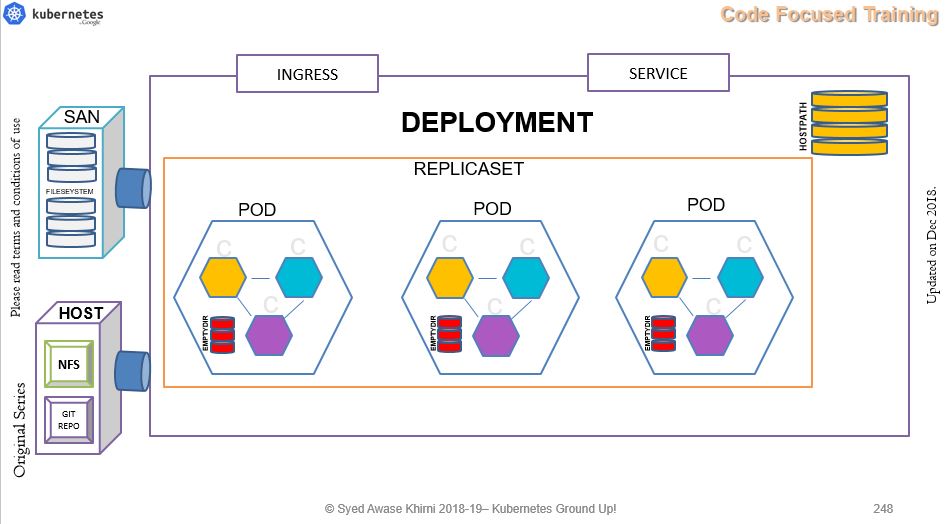 kubernetes
by Google
Code Focused Training
INGRESS
SERVICE
DEPLOYMENT
HOSTPATH
SAN
FILESYSTEM
REPLICASET
POD
POD
POD
C
C
C
C
C
C
C
C
C
EMPTYDIR
EMPTYDIR
EMPTYDIR
HOST
NFS
GIT
REPO
Please read terms and conditions of use
Original Series
Updated on Dec 2018.
© Syed Awase Khirni 2018-19– Kubernetes Ground Up!
248